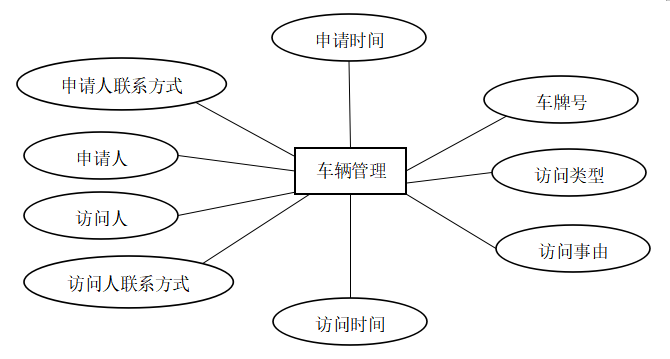 申请时间
申请人联系方式
车牌号
申请人
车辆管理
访问类型
访问人
访问事由
访问人联系方式
访问时间